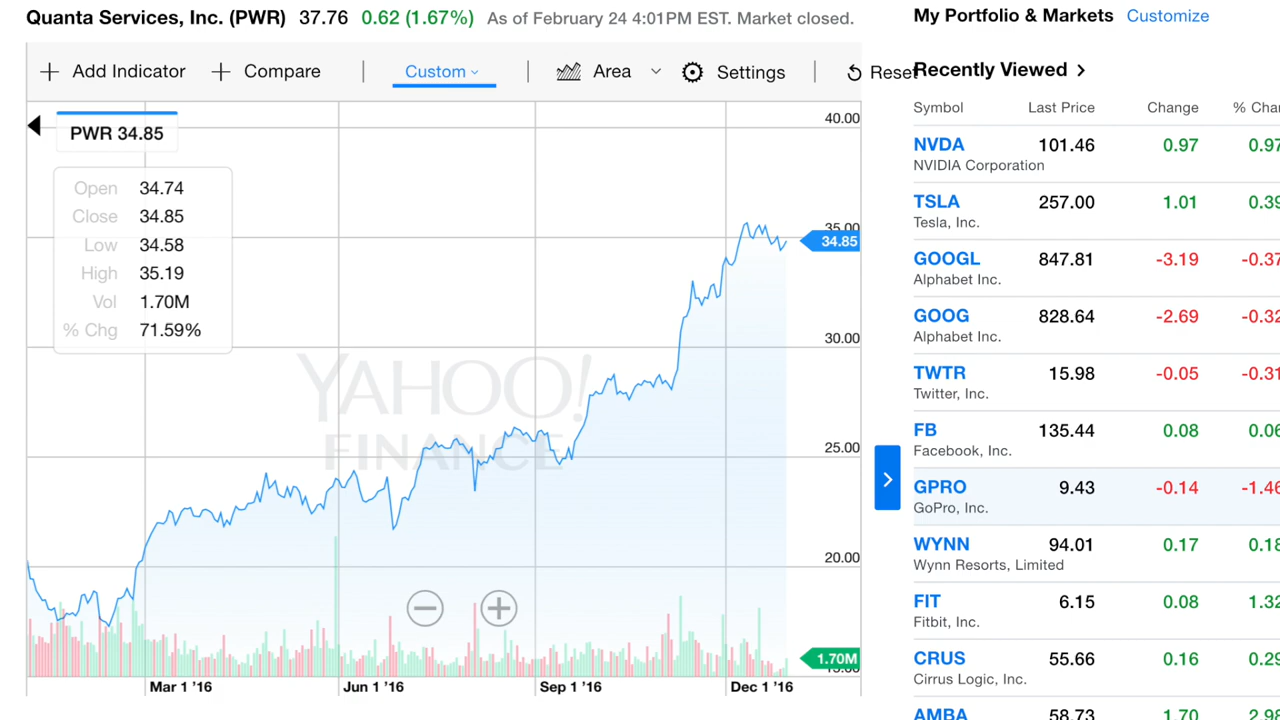 Quanta Services, Inc. (PWR) 37.76 0.62 (1.67%) As of February 24 4:01PM EST. Market closed.
Add Indicator Compare Custom Area Settings Reset
PWR 34.85
Open 34.74
Close 34.85
Low 34.58
High 35.19
Vol 1.70M
% Chg 71.59%
40.00
35.00
34.85
30.00
YAHOO!
FINANCE
25.00
20.00
1.70M
15.00
Mar 1 '16 Jun 1 '16 Sep 1 '16 Dec 1 '16
My Portfolio & Markets Customize
Recently Viewed
Symbol Last Price Change % Chan
NVDA 101.46 0.97 0.97
NVIDIA Corporation
TSLA 257.00 1.01 0.39
Tesla, Inc.
GOOGL 847.81 -3.19 -0.37
Alphabet Inc.
GOOG 828.64 -2.69 -0.32
Alphabet Inc.
TWTR 15.98 -0.05 -0.31
Twitter, Inc.
FB 135.44 0.08 0.06
Facebook, Inc.
GPRO 9.43 -0.14 -1.46
GoPro, Inc.
WYNN 94.01 0.17 0.18
Wynn Resorts, Limited
FIT 6.15 0.08 1.32
Fitbit, Inc.
CRUS 55.66 0.16 0.29
Cirrus Logic, Inc.
AMBA 58.73 1.70 2.98